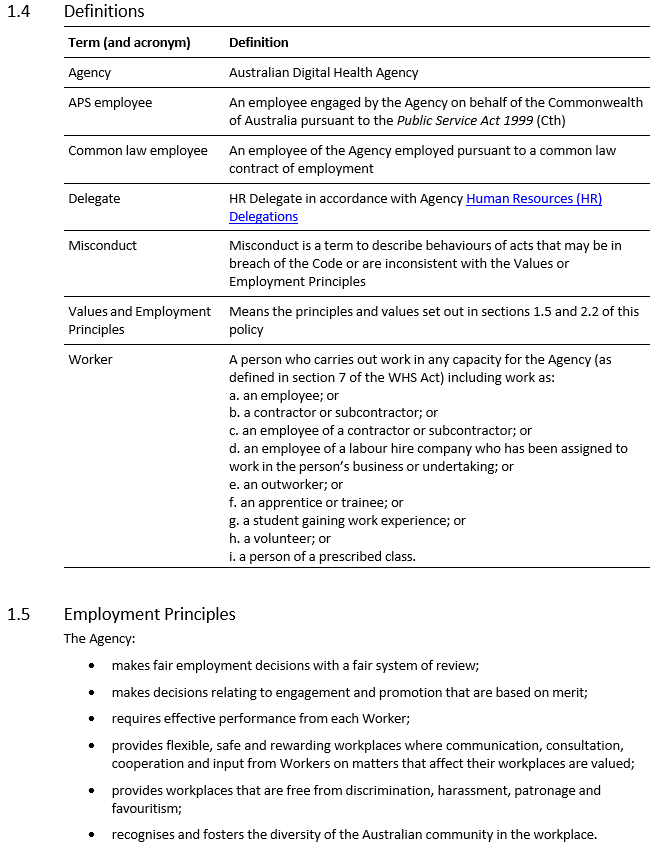 1.4 Definitions
Term (and acronym) Definition
Agency Australian Digital Health Agency
APS employee An employee engaged by the Agency on behalf of the Commonwealth
of Australia pursuant to the Public Service Act 1999 (Cth)
Common law employee An employee of the Agency employed pursuant to a common law
contract of employment
Delegate HR Delegate in accordance with Agency Human Resources (HR)
Delegations
Misconduct Misconduct is a term to describe behaviours of acts that may be in
breach of the Code or are inconsistent with the Values or
Employment Principles
Values and Employment Means the principles and values set out in sections 1.5 and 2.2 of this
Principles policy
Worker A person who carries out work in any capacity for the Agency (as
defined in section 7 of the WHS Act) including work as:
a. an employee; or
b. a contractor or subcontractor; or
c. an employee of a contractor or subcontractor; or
d. an employee of a labour hire company who has been assigned to
work in the person's business or undertaking; or
e. an outworker; or
f. an apprentice or trainee; or
g. a student gaining work experience; or
h. a volunteer; or
i. a person of a prescribed class.
1.5 Employment Principles
The Agency:
• makes fair employment decisions with a fair system of review;
• makes decisions relating to engagement and promotion that are based on merit;
• requires effective performance from each Worker;
• provides flexible, safe and rewarding workplaces where communication, consultation,
cooperation and input from Workers on matters that affect their workplaces are valued;
• provides workplaces that are free from discrimination, harassment, patronage and
favouritism;
• recognises and fosters the diversity of the Australian community in the workplace.